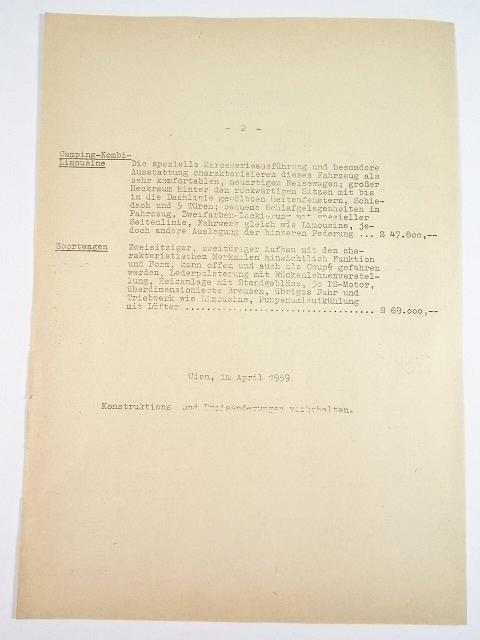 - 2 -
Camping-Kombi-
Limousine Die spezielle Karosserieausführung und besondere
Ausstattung charakterisieren dieses Fahrzeug als
sehr komfortablen, neuartigen Reisewagen; großer
Heckraum hinter den rückwärtigen Sitzen mit bis
in die Dachlinie gewölbten Seitenfenstern, Schie-
dach und 5 Türen; bequeme Schlafgelegenheiten im
Fahrzeug, Zweifarben-Lackierung mit spezieller
Seitenlinie, Fahrwerk gleich wie Limousine, je-
doch andere Auslegung der hinteren Federung ... S 47.800,--
Sportwagen Zweisitziger, zweitüriger Aufbau mit den cha-
rakteristischen Merkmalen hinsichtlich Funktion
und Form, kann offen und auch als Coupé gefahren
werden, Lederpolsterung mit Rückenlehnenverstel-
lung, Heizanlage mit Standgebläse, 50 PS-Motor,
überdimensionierte Bremsen, übriges Fahr und
Triebwerk wie Limousine, Pumpenumlaufkühlung
mit Lüfter .................................. S 69.000,--
Wien, im April 1959.
Konstruktions und Preisänderungen vorbehalten.